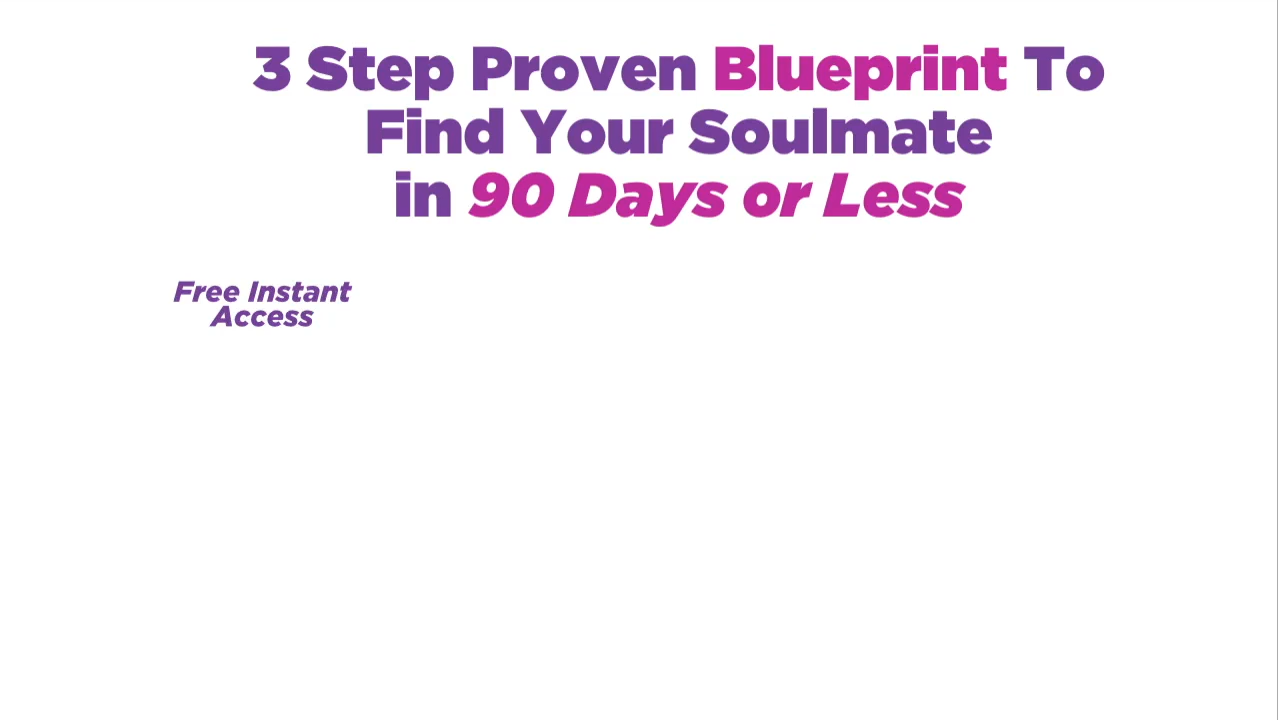 3 Step Proven Blueprint To
Find Your Soulmate
in 90 Days or Less
Free Instant
Access